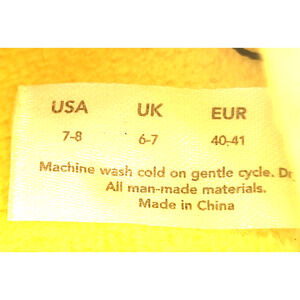 USA UK EUR
7-8 6-7 40-41
Machine wash cold on gentle cycle.
All man-made materials.
Made in China